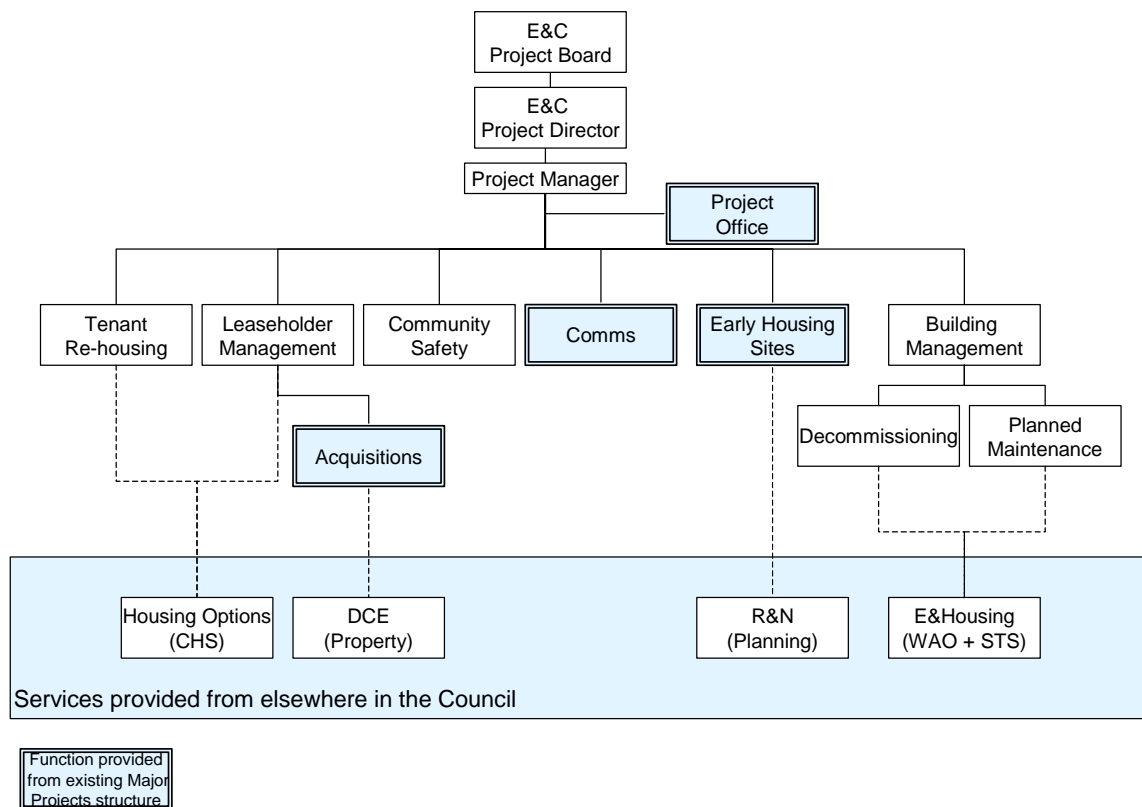 E&C
Project Board
E&C
Project Director
Project Manager
Project
Office
Tenant
Re-housing
Leaseholder
Management
Community
Safety
Comms
Early Housing
Sites
Building
Management
Decommissioning
Planned
Maintenance
Acquisitions
Housing Options
(CHS)
DCE
(Property)
R&N
(Planning)
E&Housing
(WAO + STS)
Services provided from elsewhere in the Council
Function provided
from existing Major
Projects structure